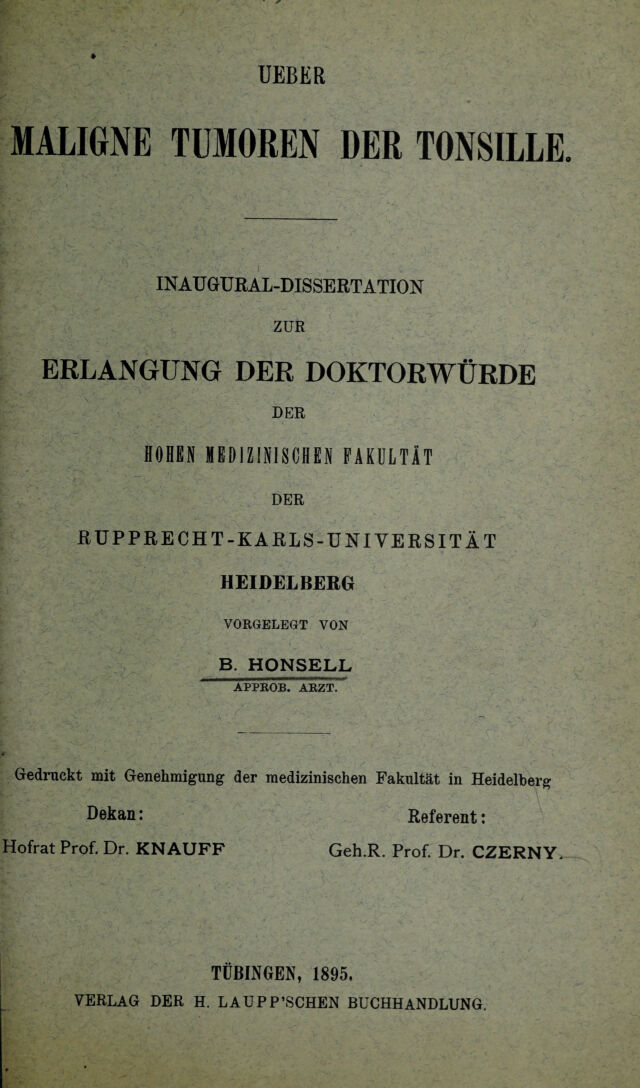 UEBER
MALIGNE TUMOREN DER TONSILLE.
INAUGURAL-DISSERTATION
ZUR
ERLANGUNG DER DOKTORWÜRDE
DER
HOHEN MEDIZINISCHEN FAKULTÄT
DER
RUPPRECHT-KARLS-UNIVERSITÄT
HEIDELBERG
VORGELEGT VON
B. HONSELL
APPROB. ARZT.
Gedruckt mit Genehmigung der medizinischen Fakultät in Heidelberg
Dekan: Referent:
Hofrat Prof. Dr. KNAUFF Geh.R. Prof. Dr. CZERNY.
TÜBINGEN, 1895.
VERLAG DER H. LAUPP'SCHEN BUCHHANDLUNG.